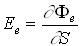 E_e = ∂Φ_e / ∂S